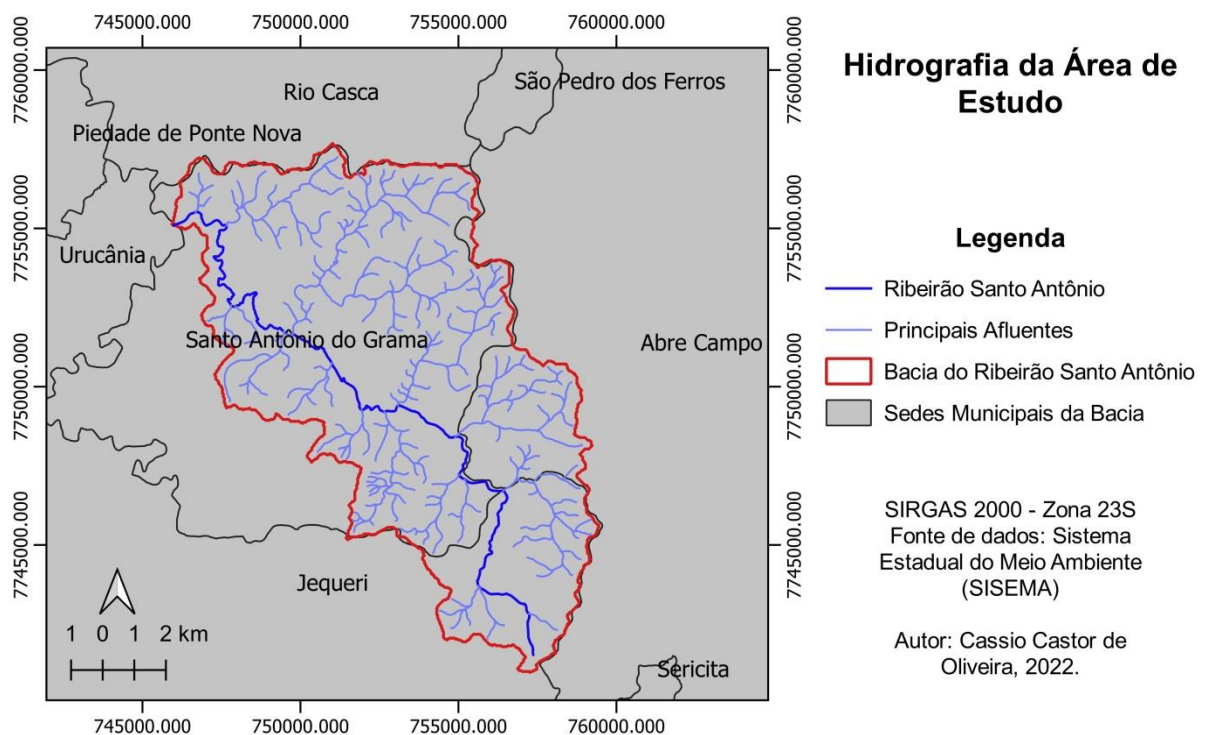 745000.000 750000.000 755000.000 760000.000
7760000.000
7755000.000
7750000.000
7745000.000
Rio Casca
São Pedro dos Ferros
Piedade de Ponte Nova
Urucânia
Santo Antônio do Grama
Abre Campo
Jequeri
Sericita
1 0 1 2 km
7760000.000
7755000.000
7750000.000
7745000.000
745000.000 750000.000 755000.000 760000.000
Hidrografia da Área de
Estudo
Legenda
Ribeirão Santo Antônio
Principais Afluentes
Bacia do Ribeirão Santo Antônio
Sedes Municipais da Bacia
SIRGAS 2000 - Zona 23S
Fonte de dados: Sistema
Estadual do Meio Ambiente
(SISEMA)
Autor: Cassio Castor de
Oliveira, 2022.